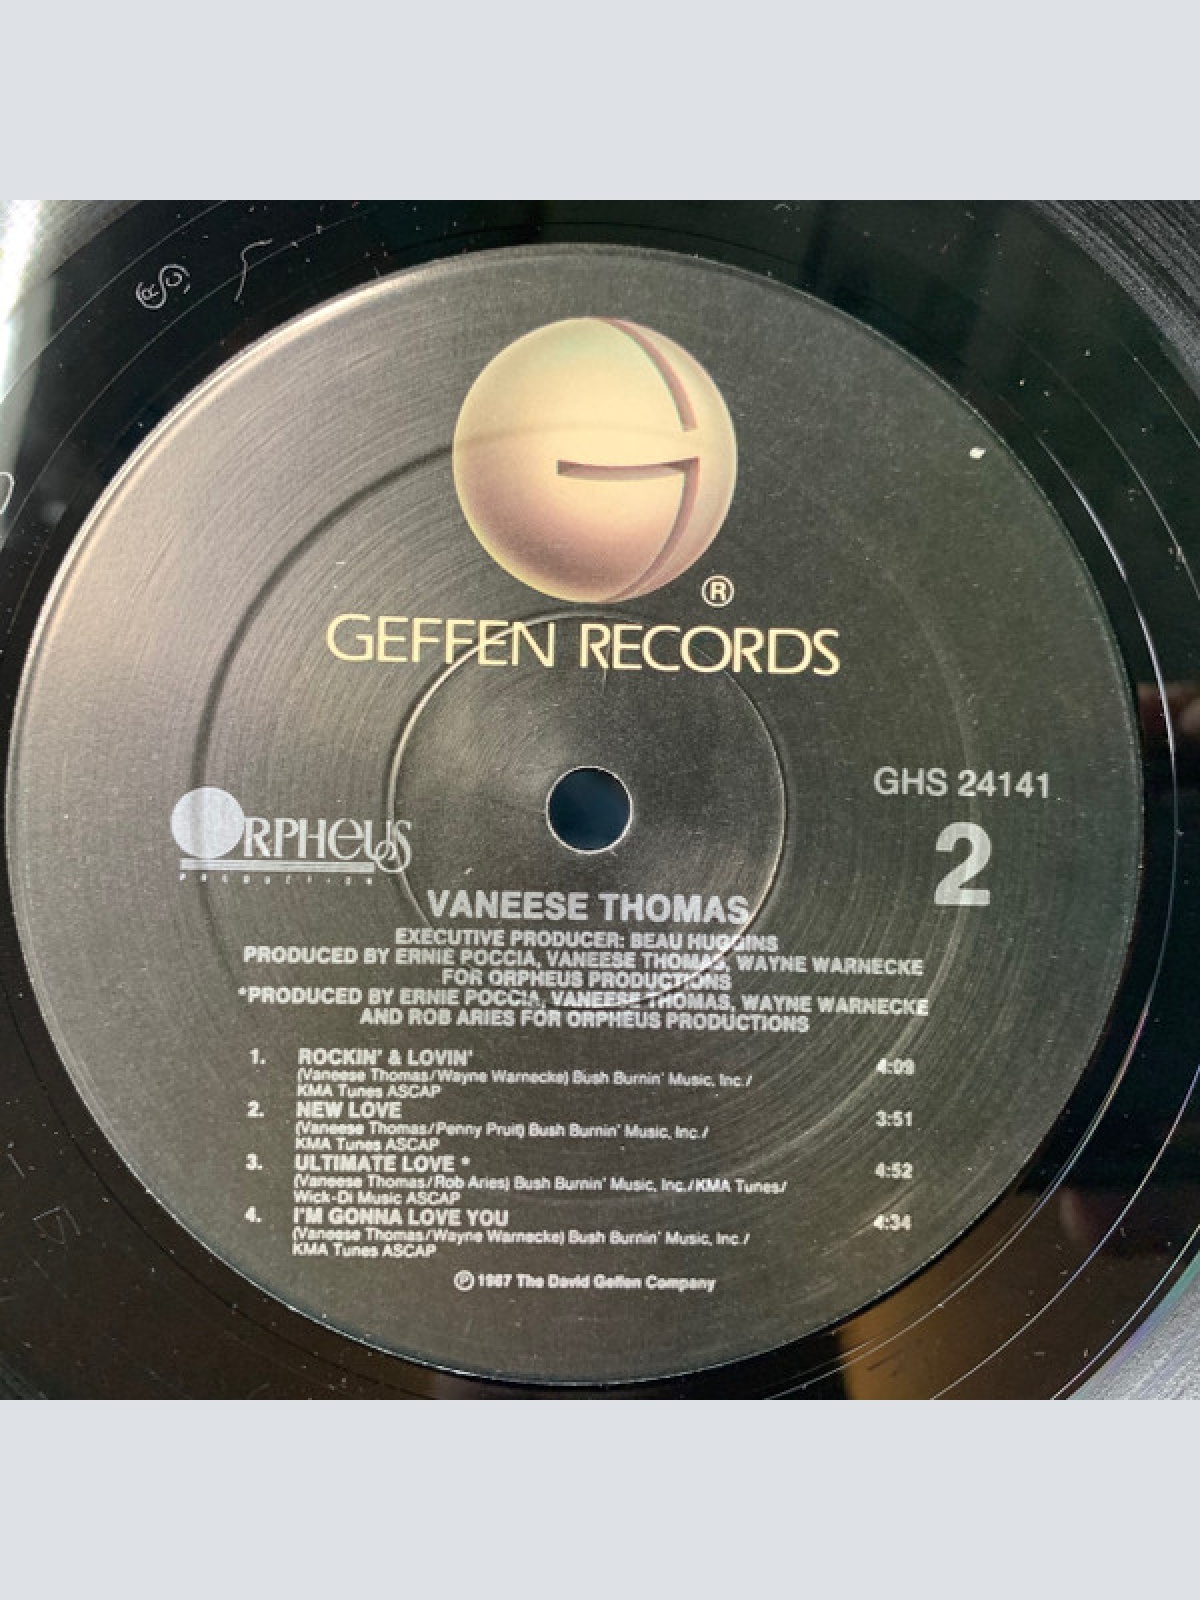 ®
GEFFEN RECORDS
GHS 24141
2
ORPHEUS
PRODUCTIONS
VANEESE THOMAS
EXECUTIVE PRODUCER: BEAU HUGGINS
PRODUCED BY ERNIE POCCIA, VANEESE THOMAS, WAYNE WARNECKE
FOR ORPHEUS PRODUCTIONS
*PRODUCED BY ERNIE POCCIA, VANEESE THOMAS, WAYNE WARNECKE
AND ROB ARIES FOR ORPHEUS PRODUCTIONS
1. ROCKIN' & LOVIN' 4:09
(Vaneese Thomas/Wayne Warnecke) Bush Burnin' Music, Inc./
KMA Tunes ASCAP
2. NEW LOVE 3:51
(Vaneese Thomas/Penny Pruit) Bush Burnin' Music, Inc./
KMA Tunes ASCAP
3. ULTIMATE LOVE * 4:52
(Vaneese Thomas/Rob Aries) Bush Burnin' Music, Inc./KMA Tunes/
Wick-Di Music ASCAP
4. I'M GONNA LOVE YOU 4:34
(Vaneese Thomas/Wayne Warnecke) Bush Burnin' Music, Inc./
KMA Tunes ASCAP
℗ 1987 The David Geffen Company